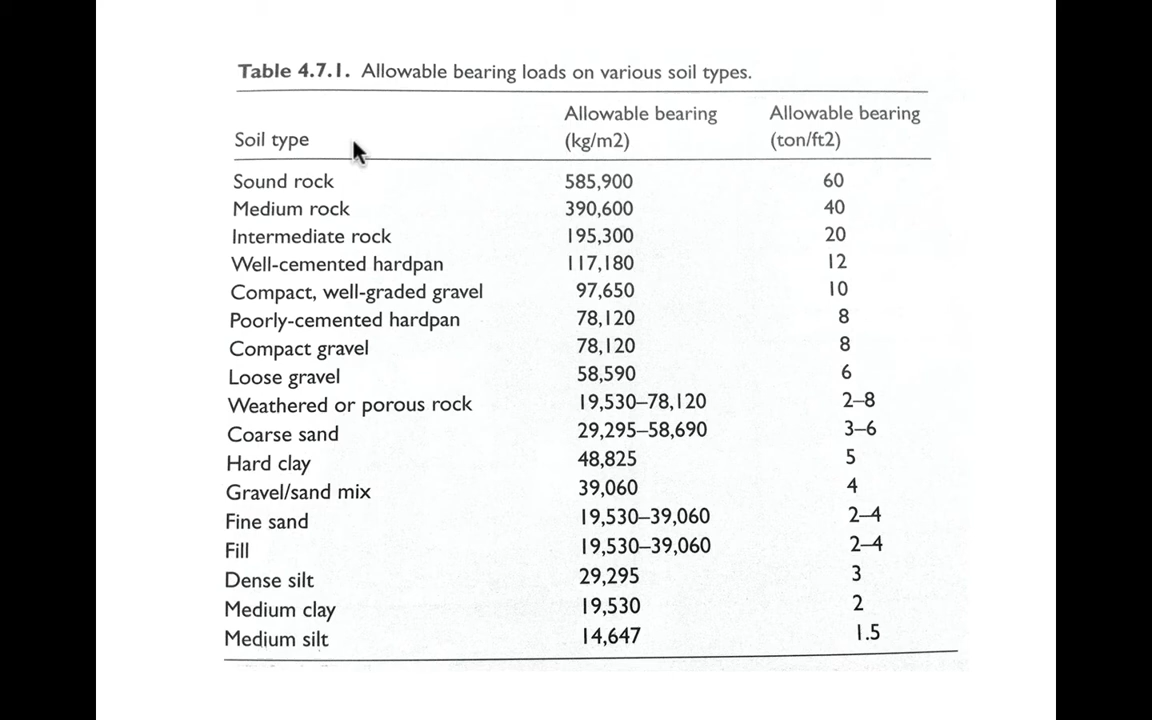 Table 4.7.1. Allowable bearing loads on various soil types.
Soil type Allowable bearing (kg/m2) Allowable bearing (ton/ft2)
Sound rock 585,900 60
Medium rock 390,600 40
Intermediate rock 195,300 20
Well-cemented hardpan 117,180 12
Compact, well-graded gravel 97,650 10
Poorly-cemented hardpan 78,120 8
Compact gravel 78,120 8
Loose gravel 58,590 6
Weathered or porous rock 19,530–78,120 2–8
Coarse sand 29,295–58,690 3–6
Hard clay 48,825 5
Gravel/sand mix 39,060 4
Fine sand 19,530–39,060 2–4
Fill 19,530–39,060 2–4
Dense silt 29,295 3
Medium clay 19,530 2
Medium silt 14,647 1.5